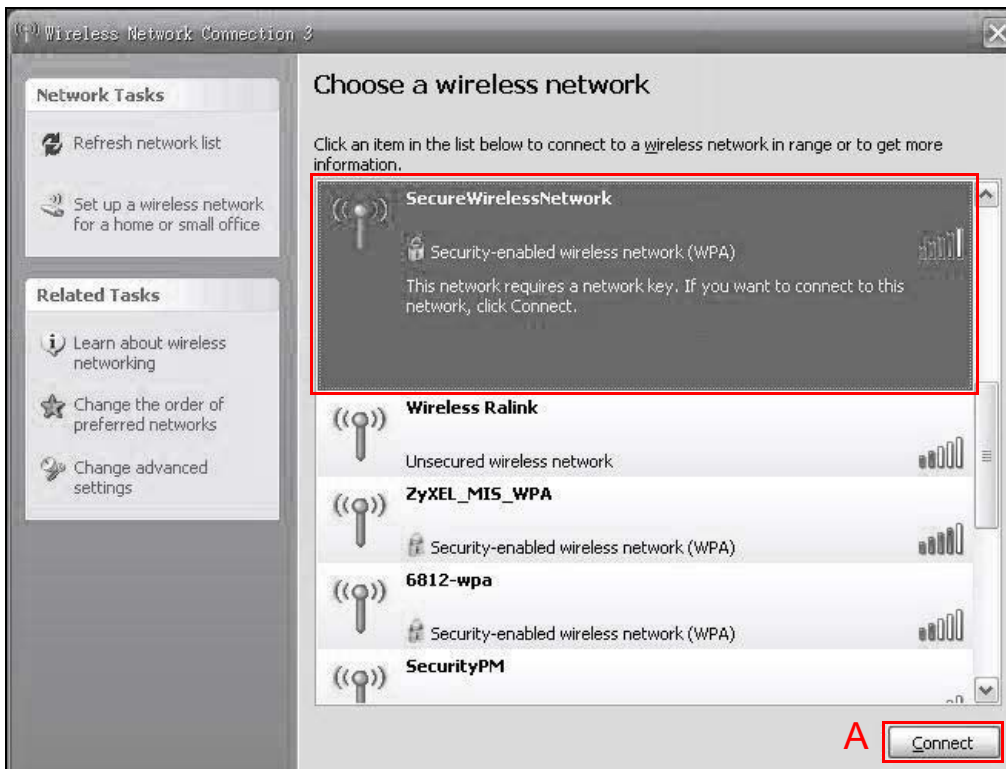 Wireless Network Connection 3
Network Tasks
Refresh network list
Set up a wireless network
for a home or small office
Related Tasks
Learn about wireless
networking
Change the order of
preferred networks
Change advanced
settings
Choose a wireless network
Click an item in the list below to connect to a wireless network in range or to get more
information.
SecureWirelessNetwork
Security-enabled wireless network (WPA)
This network requires a network key. If you want to connect to this
network, click Connect.
Wireless Ralink
Unsecured wireless network
ZyXEL_MIS_WPA
Security-enabled wireless network (WPA)
6812-wpa
Security-enabled wireless network (WPA)
SecurityPM
A
Connect